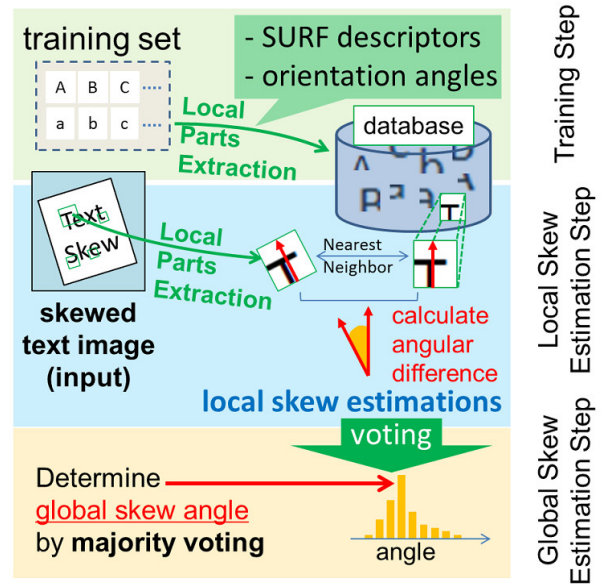 training set
A B C ....
a b c ....
- SURF descriptors
- orientation angles
Local
Parts
Extraction
database
Training Step
Text
Skew
skewed
text image
(input)
Local
Parts
Extraction
T
Nearest
Neighbor
T
T
calculate
angular
difference
local skew estimations
Local Skew
Estimation Step
voting
Determine
global skew angle
by majority voting
angle
Global Skew
Estimation Step